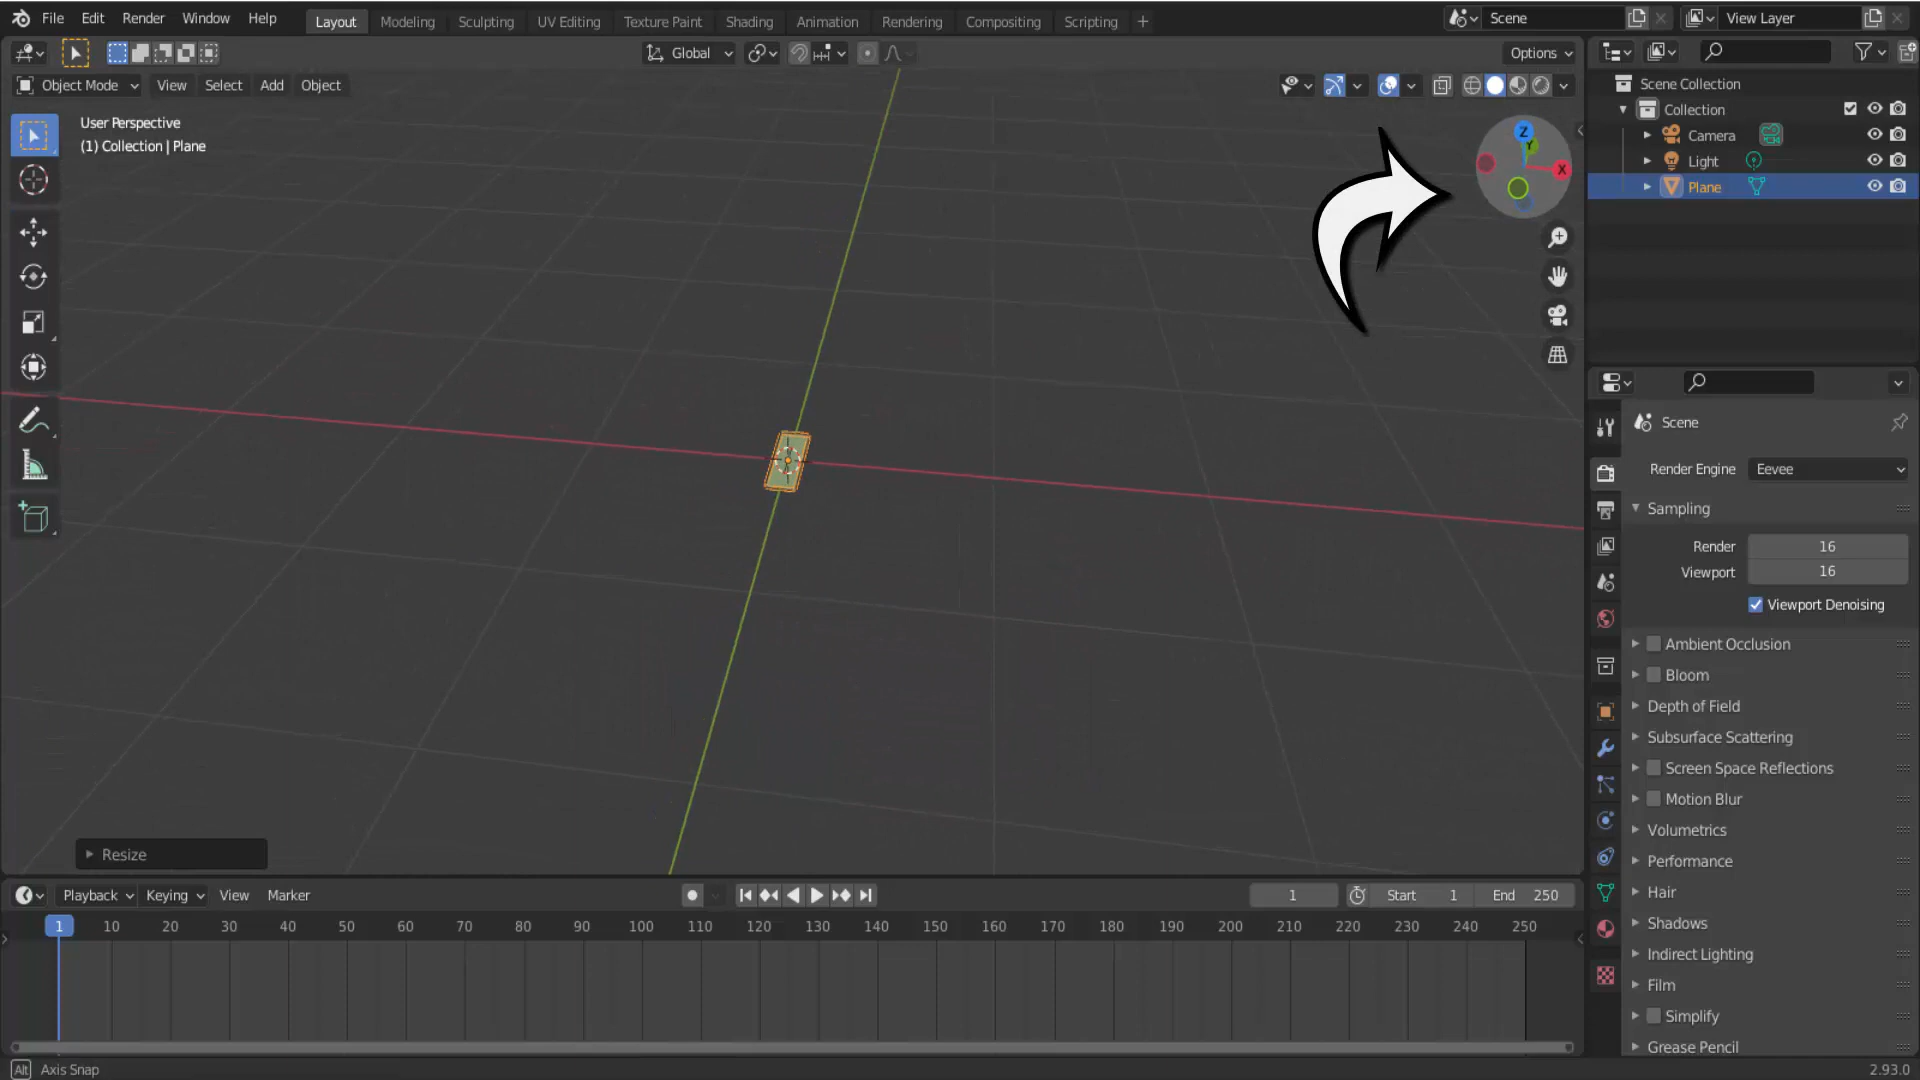 File Edit Render Window Help Layout Modeling Sculpting UV Editing Texture Paint Shading Animation Rendering Compositing Scripting + Scene View Layer
Global Options
Object Mode View Select Add Object
User Perspective
(1) Collection | Plane
Z
Y
X
Scene Collection
Collection
Camera
Light
Plane
Scene
Render Engine Eevee
Sampling
Render 16
Viewport 16
Viewport Denoising
Ambient Occlusion
Bloom
Depth of Field
Subsurface Scattering
Screen Space Reflections
Motion Blur
Volumetrics
Performance
Hair
Shadows
Indirect Lighting
Film
Simplify
Grease Pencil
Resize
Playback Keying View Marker 1 Start 1 End 250
1 10 20 30 40 50 60 70 80 90 100 110 120 130 140 150 160 170 180 190 200 210 220 230 240 250
Alt Axis Snap 2.93.0